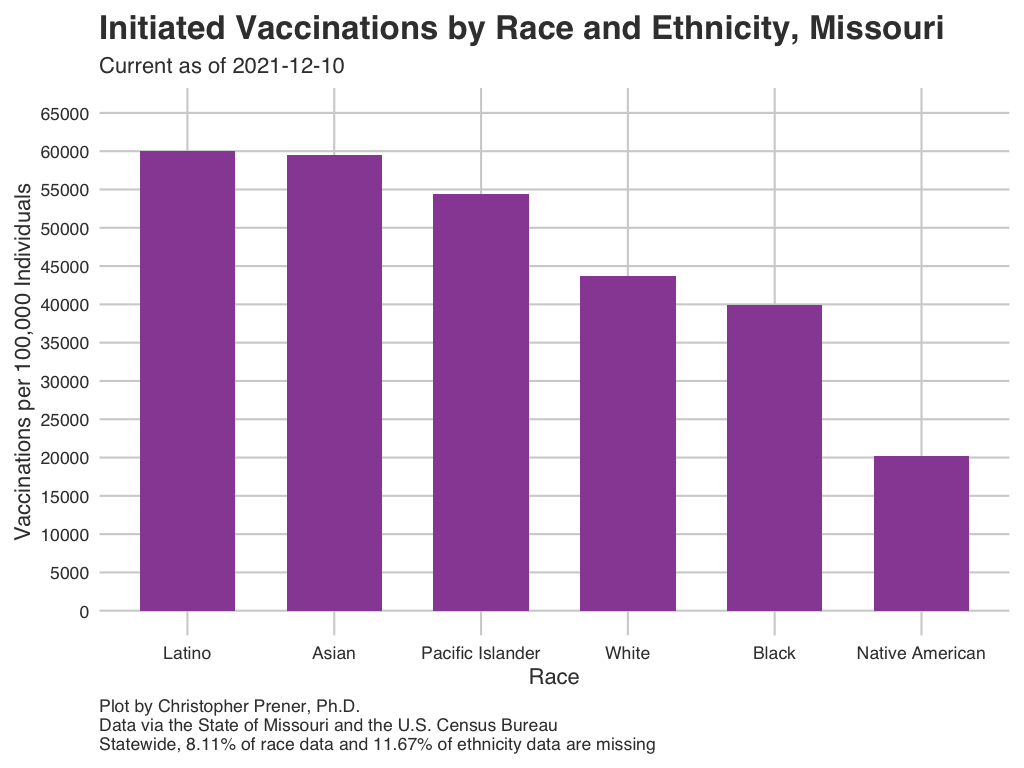 Initiated Vaccinations by Race and Ethnicity, Missouri
Current as of 2021-12-10
Vaccinations per 100,000 Individuals
65000
60000
55000
50000
45000
40000
35000
30000
25000
20000
15000
10000
5000
0
Latino Asian Pacific Islander White Black Native American
Race
Plot by Christopher Prener, Ph.D.
Data via the State of Missouri and the U.S. Census Bureau
Statewide, 8.11% of race data and 11.67% of ethnicity data are missing